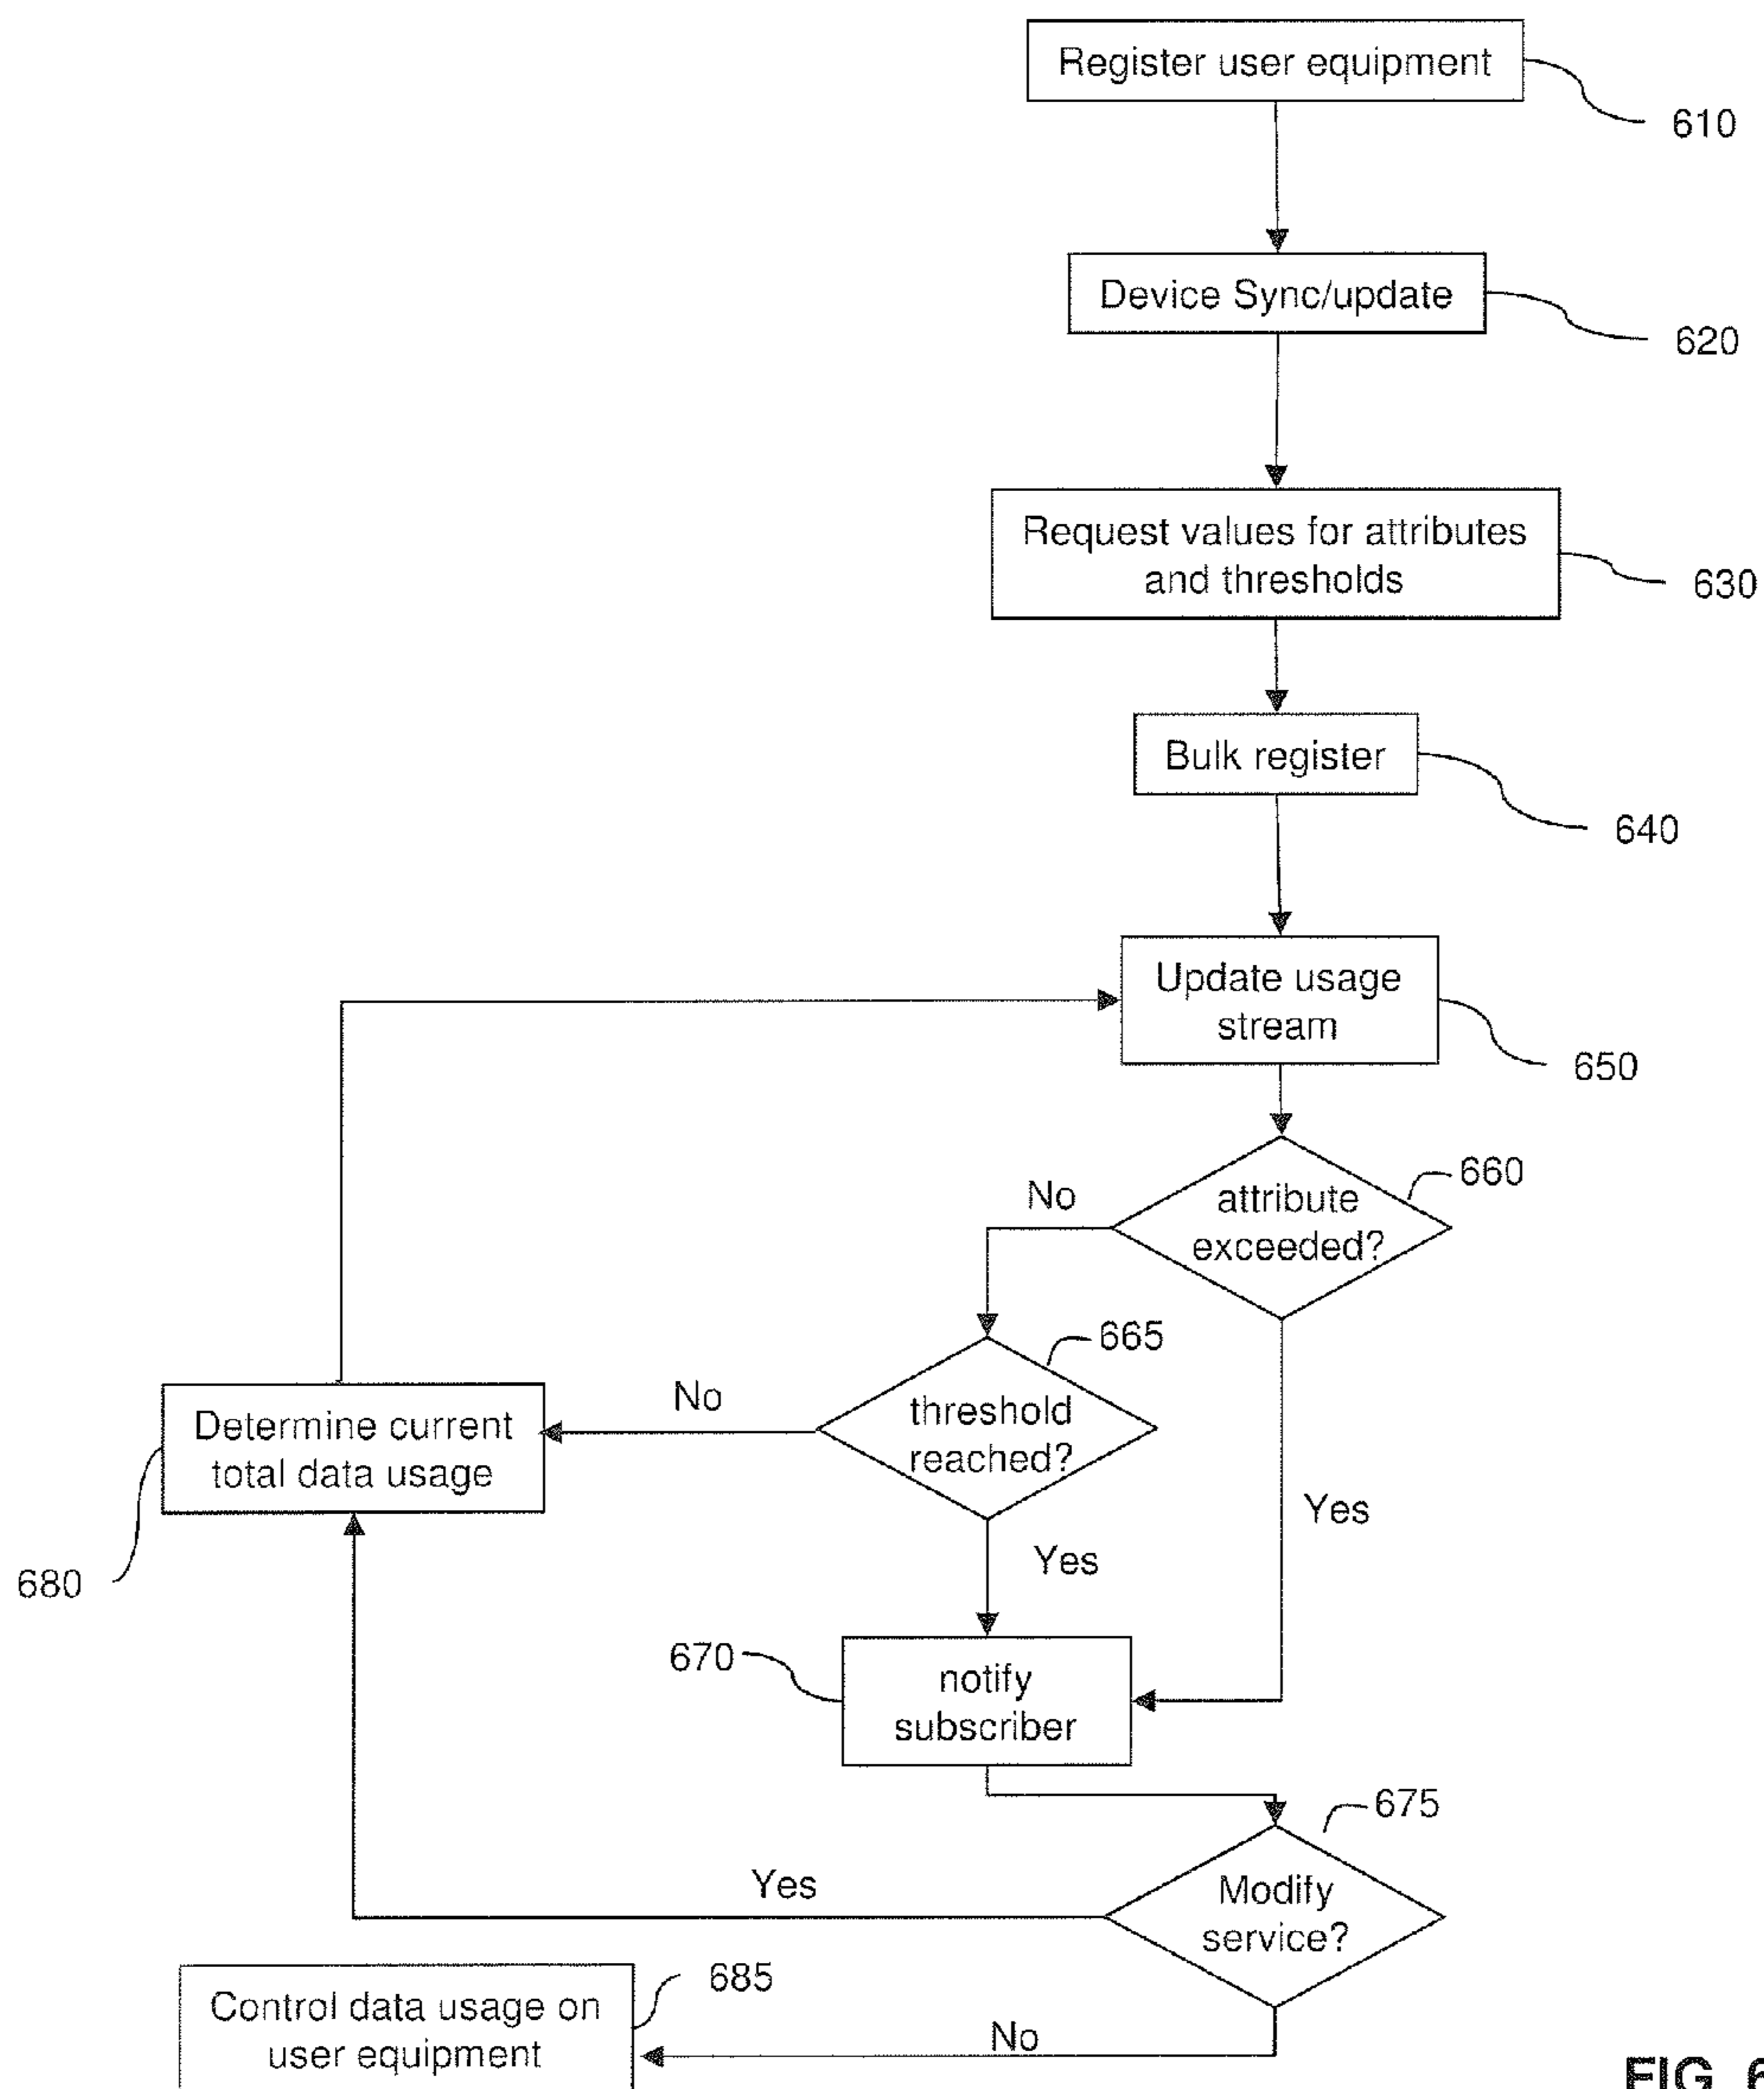 Register user equipment
610
Device Sync/update
620
Request values for attributes
and thresholds
630
Bulk register
640
Update usage
stream
650
660
attribute
exceeded?
No
665
threshold
reached?
No
Determine current
total data usage
680
Yes
Yes
670
notify
subscriber
675
Modify
service?
Yes
685
Control data usage on
user equipment
No
FIG. 6